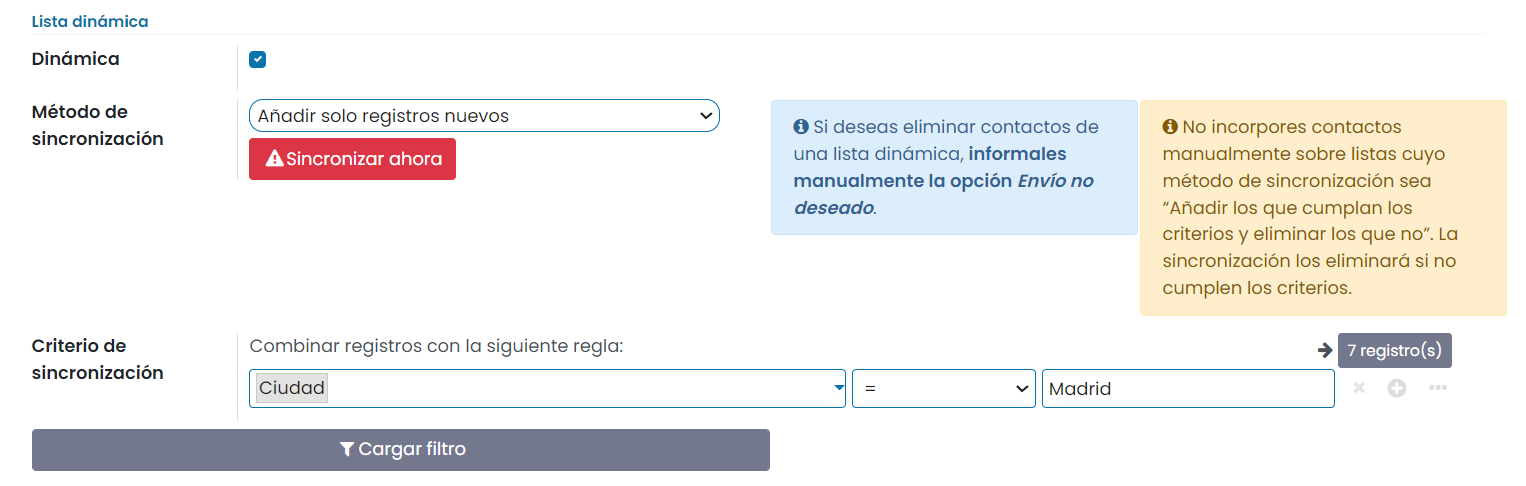 Lista dinámica
Dinámica
Método de
sincronización
Añadir solo registros nuevos
Sincronizar ahora
Si deseas eliminar contactos de
una lista dinámica, informales
manualmente la opción Envío no
deseado.
No incorpores contactos
manualmente sobre listas cuyo
método de sincronización sea
“Añadir los que cumplan los
criterios y eliminar los que no”. La
sincronización los eliminará si no
cumplen los criterios.
Criterio de
sincronización
Combinar registros con la siguiente regla:
7 registro(s)
Ciudad
=
Madrid
Cargar filtro